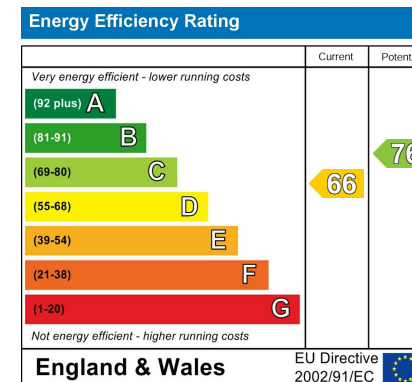 Energy Efficiency Rating
Current Potent
Very energy efficient - lower running costs
(92 plus) A
(81-91) B
(69-80) C
(55-68) D
(39-54) E
(21-38) F
(1-20) G
66
76
Not energy efficient - higher running costs
England & Wales
EU Directive
2002/91/EC